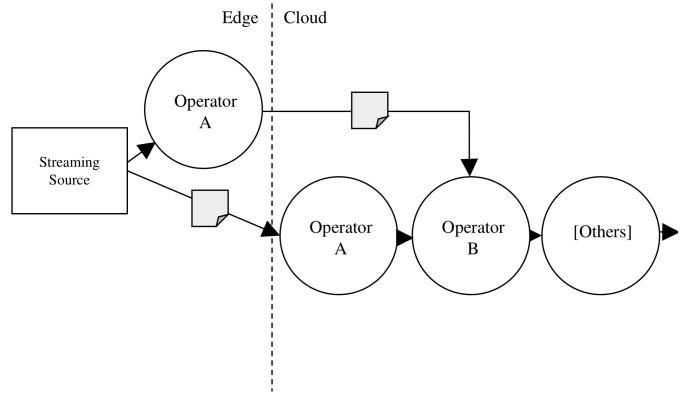 Edge
Cloud
Operator
A
Streaming
Source
Operator
A
Operator
B
[Others]